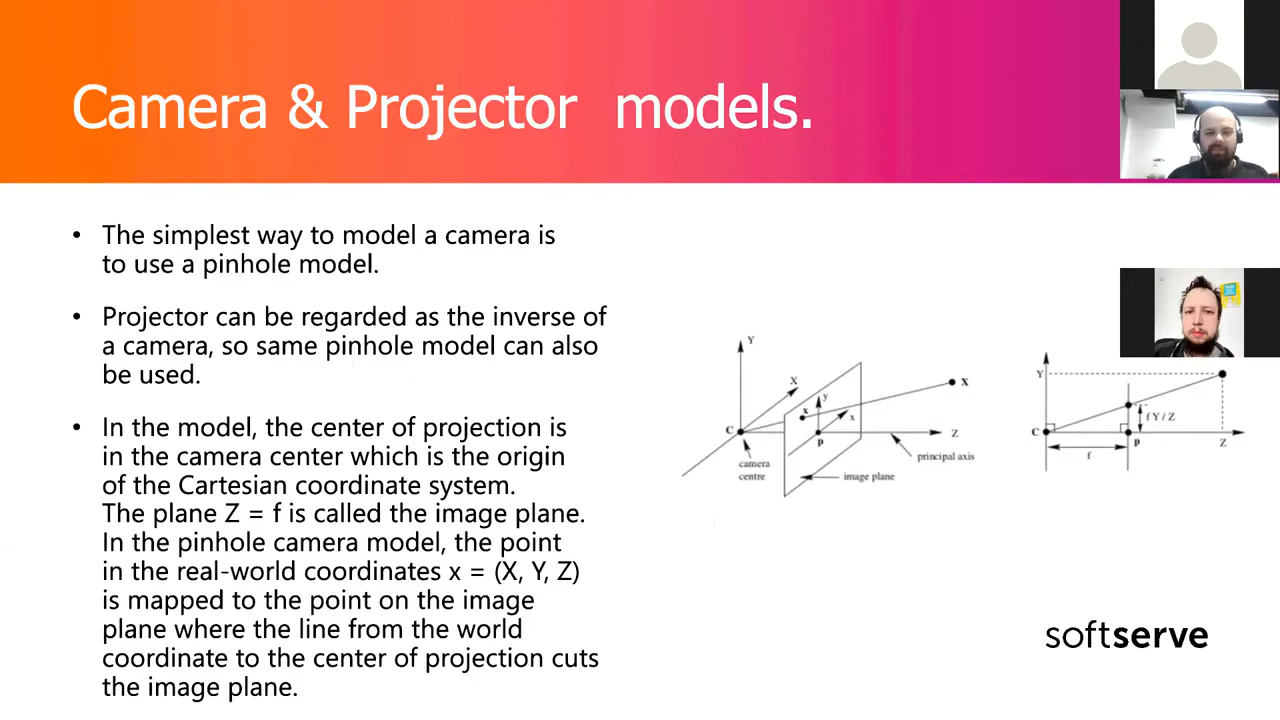 Camera & Projector models.
• The simplest way to model a camera is
to use a pinhole model.
• Projector can be regarded as the inverse of
a camera, so same pinhole model can also
be used.
• In the model, the center of projection is
in the camera center which is the origin
of the Cartesian coordinate system.
The plane Z = f is called the image plane.
In the pinhole camera model, the point
in the real-world coordinates x = (X, Y, Z)
is mapped to the point on the image
plane where the line from the world
coordinate to the center of projection cuts
the image plane.
Y
X
X
x
y
x
C
p
Z
camera
centre
image plane
principal axis
Y
f Y / Z
C
p
Z
f
softserve